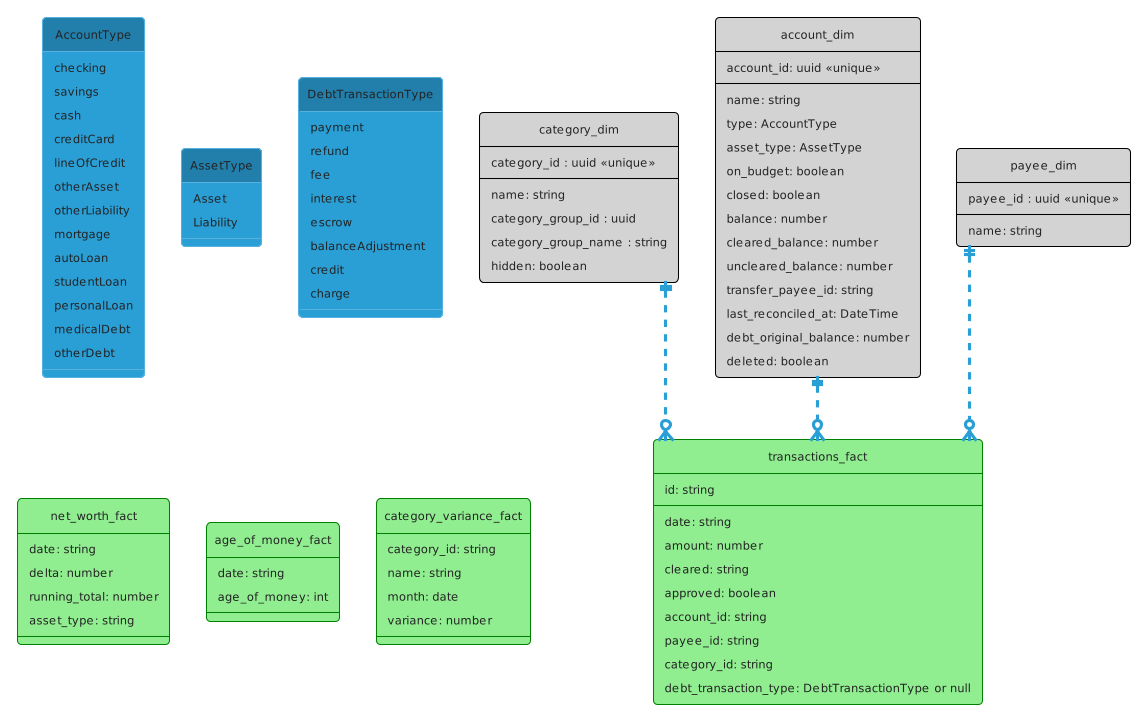 AccountType
checking
savings
cash
creditCard
lineOfCredit
otherAsset
otherLiability
mortgage
autoLoan
studentLoan
personalLoan
medicalDebt
otherDebt
AssetType
Asset
Liability
DebtTransactionType
payment
refund
fee
interest
escrow
balanceAdjustment
credit
charge
category_dim
category_id : uuid «unique»
name: string
category_group_id : uuid
category_group_name : string
hidden: boolean
account_dim
account_id: uuid «unique»
name: string
type: AccountType
asset_type: AssetType
on_budget: boolean
closed: boolean
balance: number
cleared_balance: number
uncleared_balance: number
transfer_payee_id: string
last_reconciled_at: DateTime
debt_original_balance: number
deleted: boolean
payee_dim
payee_id : uuid «unique»
name: string
net_worth_fact
date: string
delta: number
running_total: number
asset_type: string
age_of_money_fact
date: string
age_of_money: int
category_variance_fact
category_id: string
name: string
month: date
variance: number
transactions_fact
id: string
date: string
amount: number
cleared: string
approved: boolean
account_id: string
payee_id: string
category_id: string
debt_transaction_type: DebtTransactionType or null